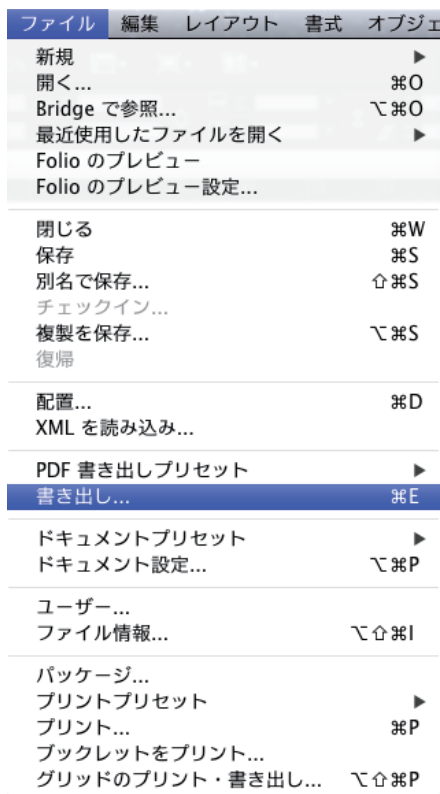 ファイル 編集 レイアウト 書式 オブジェ
新規 ▶
開く... ⌘O
Bridge で参照... ⌥⌘O
最近使用したファイルを開く ▶
Folio のプレビュー
Folio のプレビュー設定...
閉じる ⌘W
保存 ⌘S
別名で保存... ⇧⌘S
チェックイン...
複製を保存... ⌥⌘S
復帰
配置... ⌘D
XML を読み込み...
PDF 書き出しプリセット ▶
書き出し... ⌘E
ドキュメントプリセット ▶
ドキュメント設定... ⌥⌘P
ユーザー...
ファイル情報... ⌥⇧⌘I
パッケージ...
プリントプリセット ▶
プリント... ⌘P
ブックレットをプリント...
グリッドのプリント・書き出し... ⌥⇧⌘P